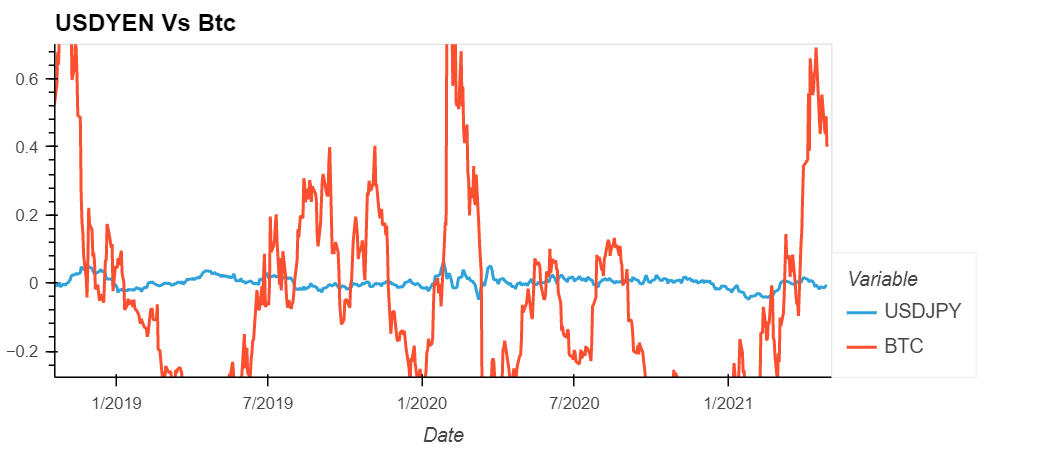 USDYEN Vs Btc
0.6
0.4
0.2
0
−0.2
1/2019
7/2019
1/2020
7/2020
1/2021
Date
Variable
USDJPY
BTC